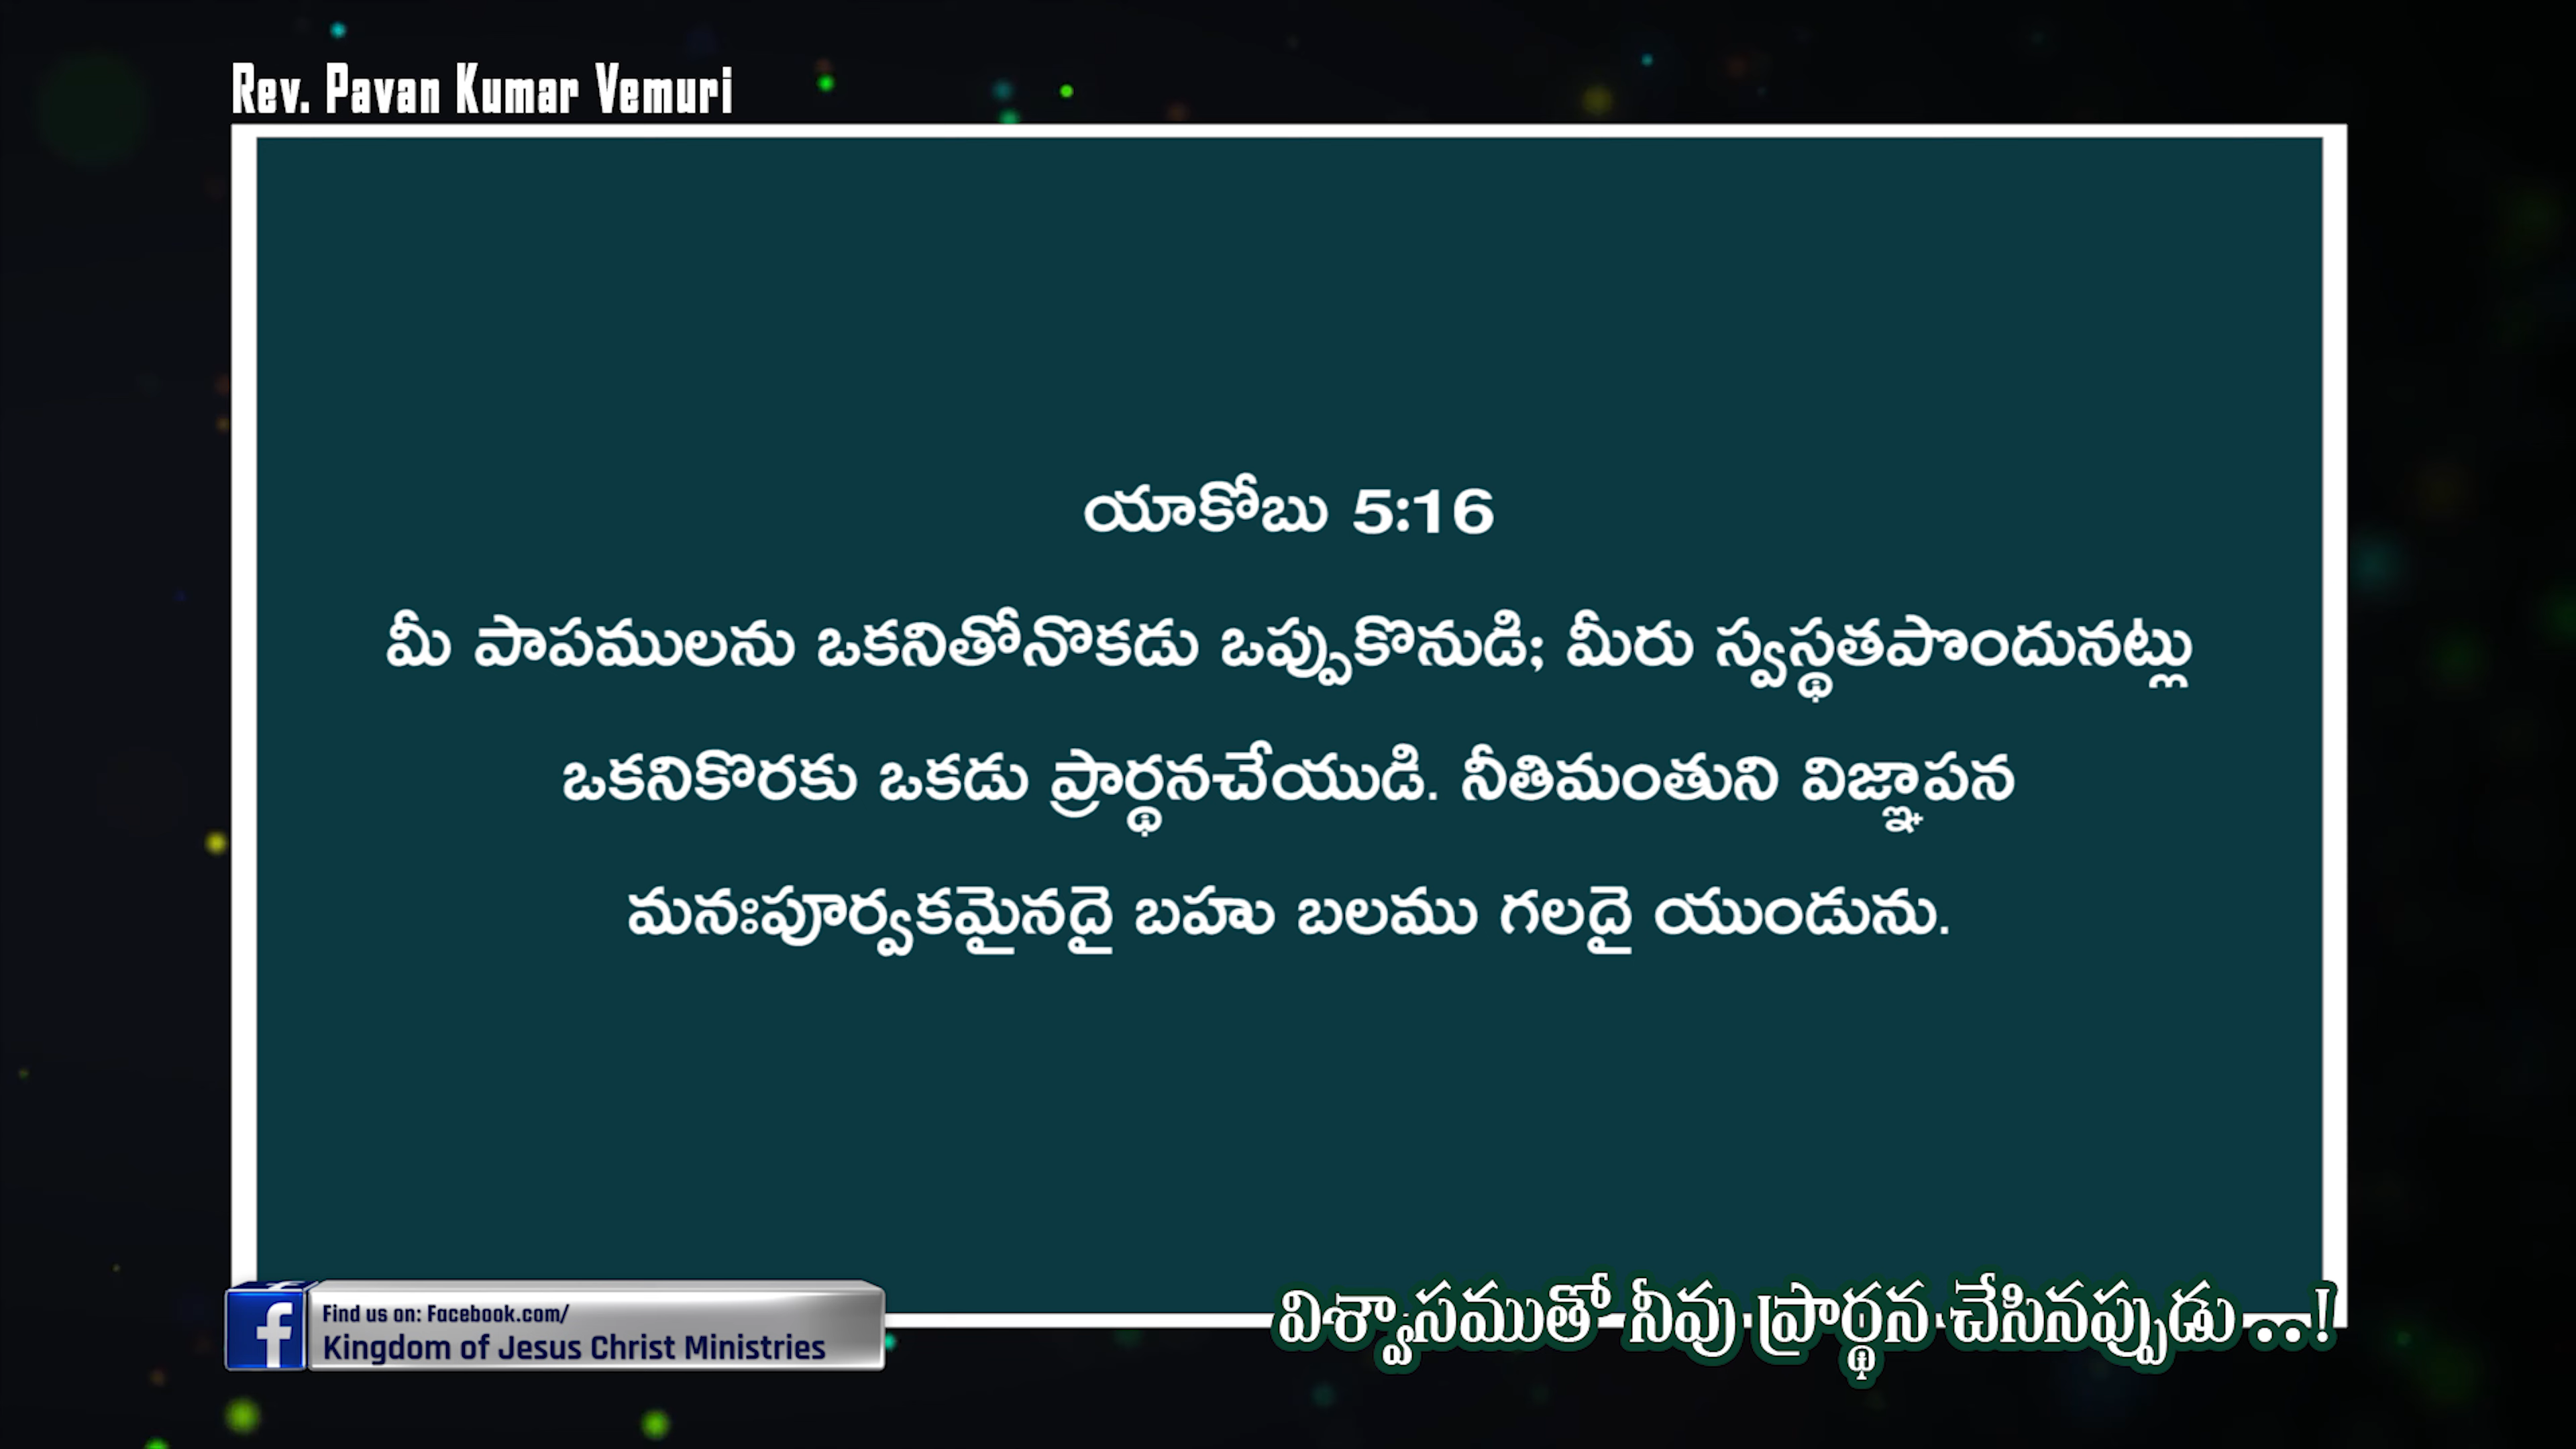 Rev. Pavan Kumar Vemuri
యాకోబు 5:16
మీ పాపములను ఒకనితోనొకడు ఒప్పుకొనుడి; మీరు స్వస్థతపొందునట్లు
ఒకనికొరకు ఒకడు ప్రార్థనచేయుడి. నీతిమంతుని విజ్ఞాపన
మనఃపూర్వకమైనదై బహు బలము గలదై యుండును.
Find us on: Facebook.com/
Kingdom of Jesus Christ Ministries
విశ్వాసముతో నీవు ప్రార్థన చేసినప్పుడు ..!